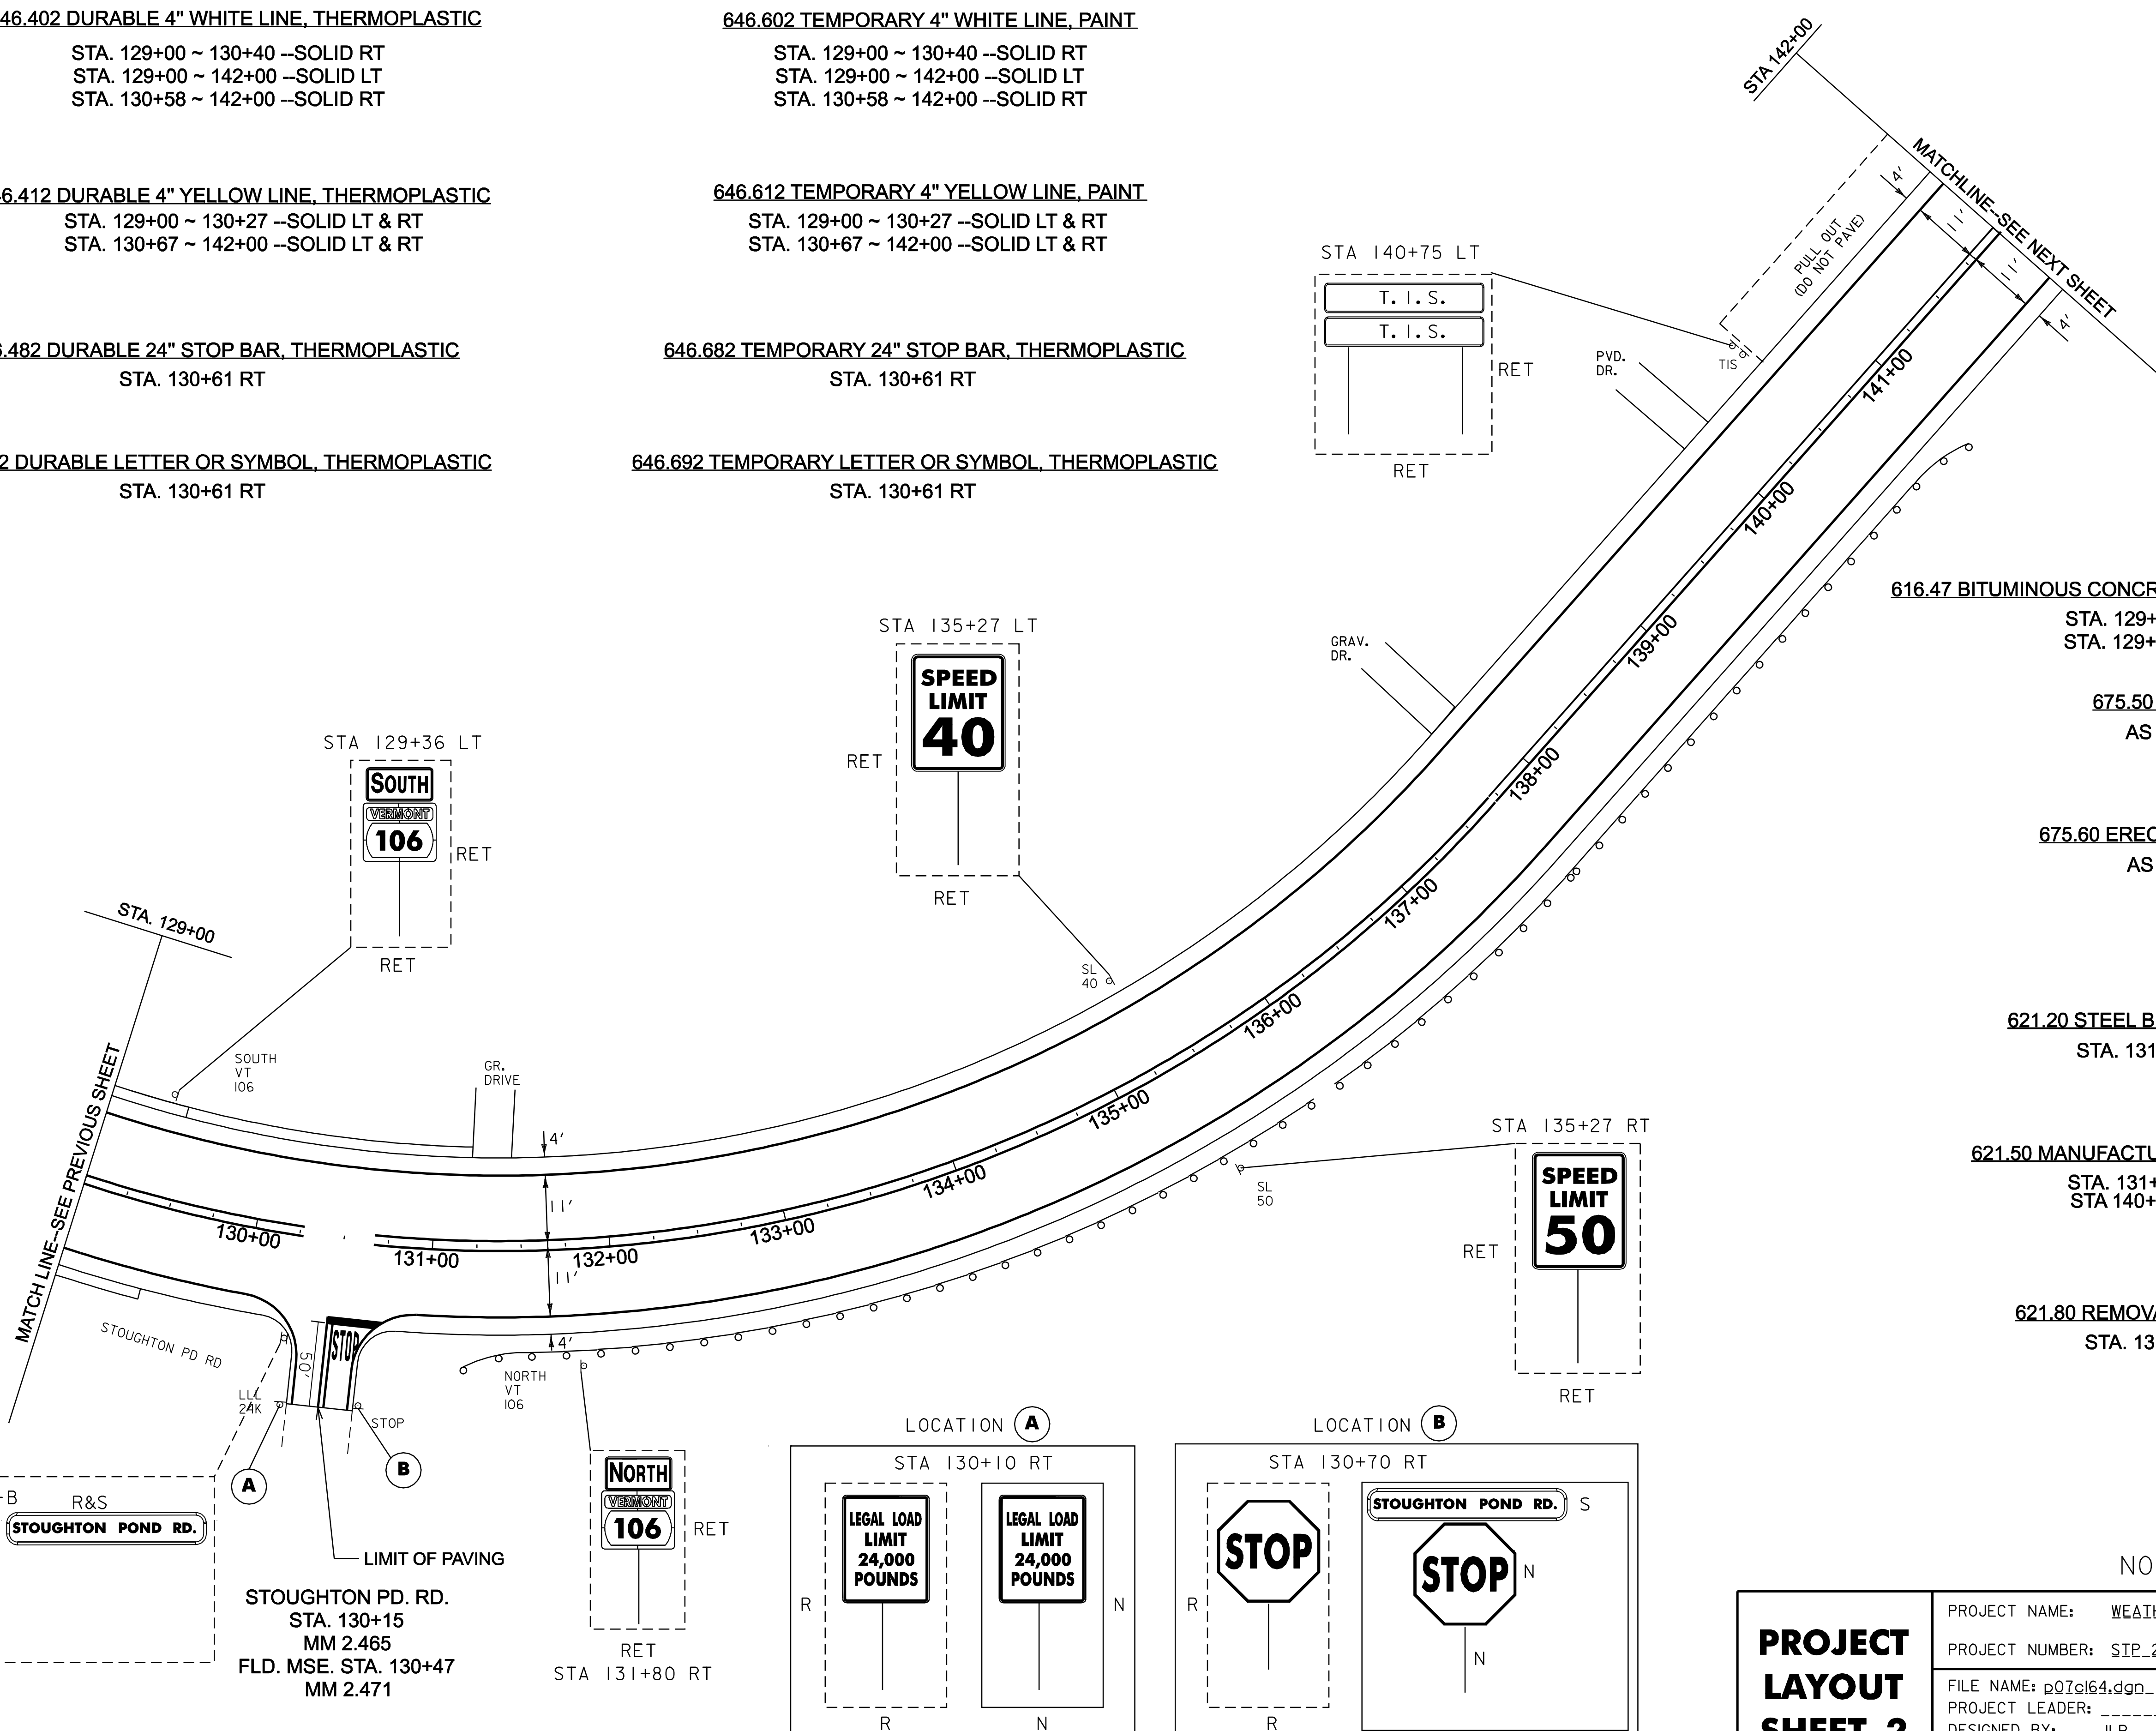 46.402 DURABLE 4" WHITE LINE, THERMOPLASTIC
STA. 129+00 ~ 130+40 --SOLID RT
STA. 129+00 ~ 142+00 --SOLID LT
STA. 130+58 ~ 142+00 --SOLID RT
646.602 TEMPORARY 4" WHITE LINE, PAINT
STA. 129+00 ~ 130+40 --SOLID RT
STA. 129+00 ~ 142+00 --SOLID LT
STA. 130+58 ~ 142+00 --SOLID RT
6.412 DURABLE 4" YELLOW LINE, THERMOPLASTIC
STA. 129+00 ~ 130+27 --SOLID LT & RT
STA. 130+67 ~ 142+00 --SOLID LT & RT
646.612 TEMPORARY 4" YELLOW LINE, PAINT
STA. 129+00 ~ 130+27 --SOLID LT & RT
STA. 130+67 ~ 142+00 --SOLID LT & RT
.482 DURABLE 24" STOP BAR, THERMOPLASTIC
STA. 130+61 RT
646.682 TEMPORARY 24" STOP BAR, THERMOPLASTIC
STA. 130+61 RT
2 DURABLE LETTER OR SYMBOL, THERMOPLASTIC
STA. 130+61 RT
646.692 TEMPORARY LETTER OR SYMBOL, THERMOPLASTIC
STA. 130+61 RT
STA 142+00
MATCHLINE--SEE NEXT SHEET
4'
11'
11'
4'
PULL OUT
(DO NOT PAVE)
STA 140+75 LT
T.I.S.
T.I.S.
RET
RET
TIS
PVD.
DR.
141+00
140+00
139+00
138+00
137+00
136+00
135+00
134+00
133+00
132+00
131+00
130+00
616.47 BITUMINOUS CONCR
STA. 129+
STA. 129+
675.50
AS
675.60 EREC
AS
621.20 STEEL B
STA. 131
621.50 MANUFACTU
STA. 131+
STA 140+
621.80 REMOVA
STA. 13
GRAV.
DR.
STA 135+27 LT
SPEED
LIMIT
40
RET
RET
SL
40
STA 129+36 LT
SOUTH
VERMONT
106
RET
RET
STA. 129+00
MATCH LINE--SEE PREVIOUS SHEET
SOUTH
VT
106
GR.
DRIVE
4'
11'
11'
4'
STA 135+27 RT
SPEED
LIMIT
50
RET
RET
SL
50
STOUGHTON PD RD
50'
STOP
LLL
24K
STOP
A
B
NORTH
VT
106
NORTH
VERMONT
106
RET
RET
STA 131+80 RT
-B
R&S
STOUGHTON POND RD.
LIMIT OF PAVING
STOUGHTON PD. RD.
STA. 130+15
MM 2.465
FLD. MSE. STA. 130+47
MM 2.471
LOCATION A
STA 130+10 RT
LEGAL LOAD
LIMIT
24,000
POUNDS
R
R
LEGAL LOAD
LIMIT
24,000
POUNDS
N
N
LOCATION B
STA 130+70 RT
STOP
R
R
STOUGHTON POND RD.
S
STOP
N
N
NO
PROJECT
LAYOUT
SHEET 2
PROJECT NAME: WEATH
PROJECT NUMBER: STP 2
FILE NAME: p07c164.dgn
PROJECT LEADER:
DESIGNED BY: JLB